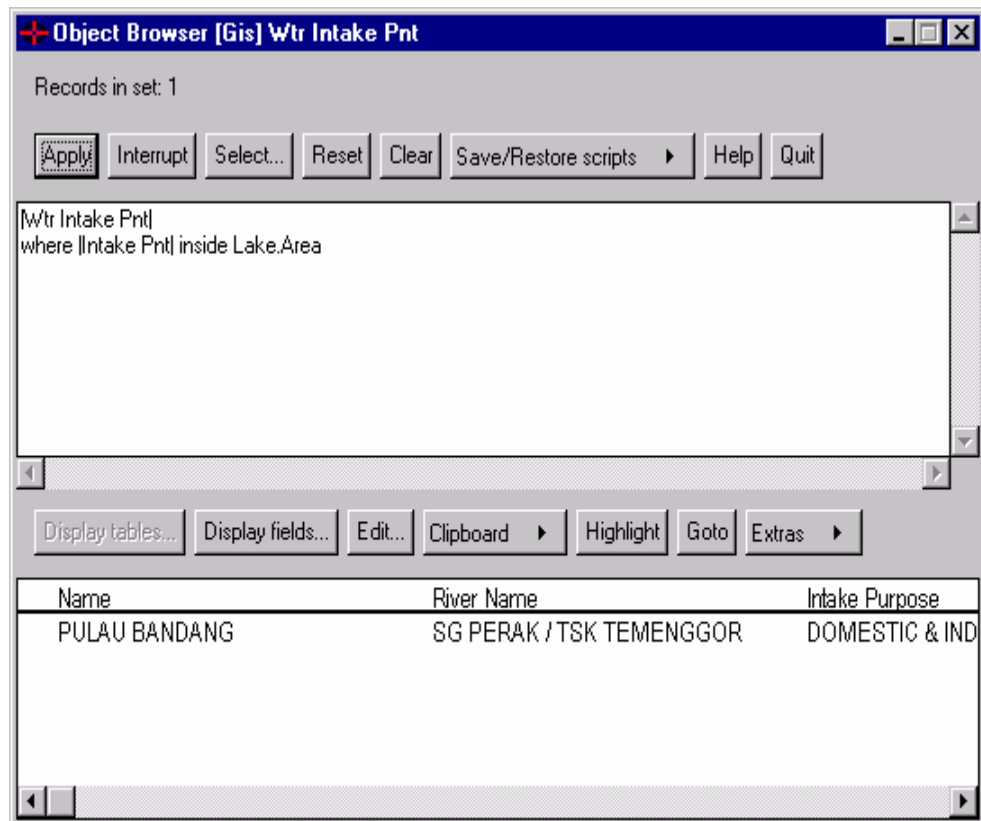 Object Browser [Gis] Wtr Intake Pnt
Records in set: 1
Apply Interrupt Select... Reset Clear Save/Restore scripts Help Quit
|Wtr Intake Pnt|
where |Intake Pnt| inside Lake.Area
Display tables... Display fields... Edit... Clipboard Highlight Goto Extras
Name River Name Intake Purpose
PULAU BANDANG SG PERAK / TSK TEMENGGOR DOMESTIC & IND